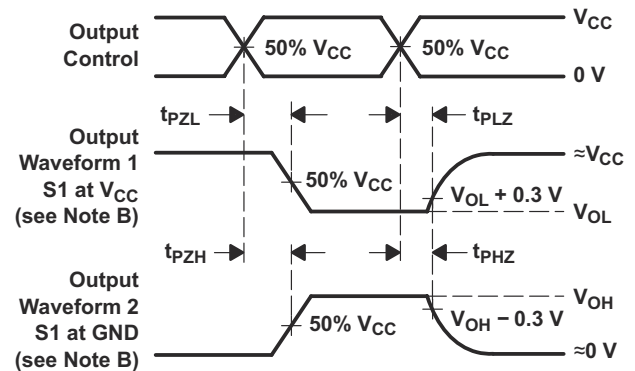 Output
Control
50% VCC
50% VCC
VCC
0 V
tPZL
tPLZ
Output
Waveform 1
S1 at VCC
(see Note B)
50% VCC
≈VCC
VOL + 0.3 V
VOL
tPZH
tPHZ
Output
Waveform 2
S1 at GND
(see Note B)
50% VCC
VOH
VOH − 0.3 V
≈0 V